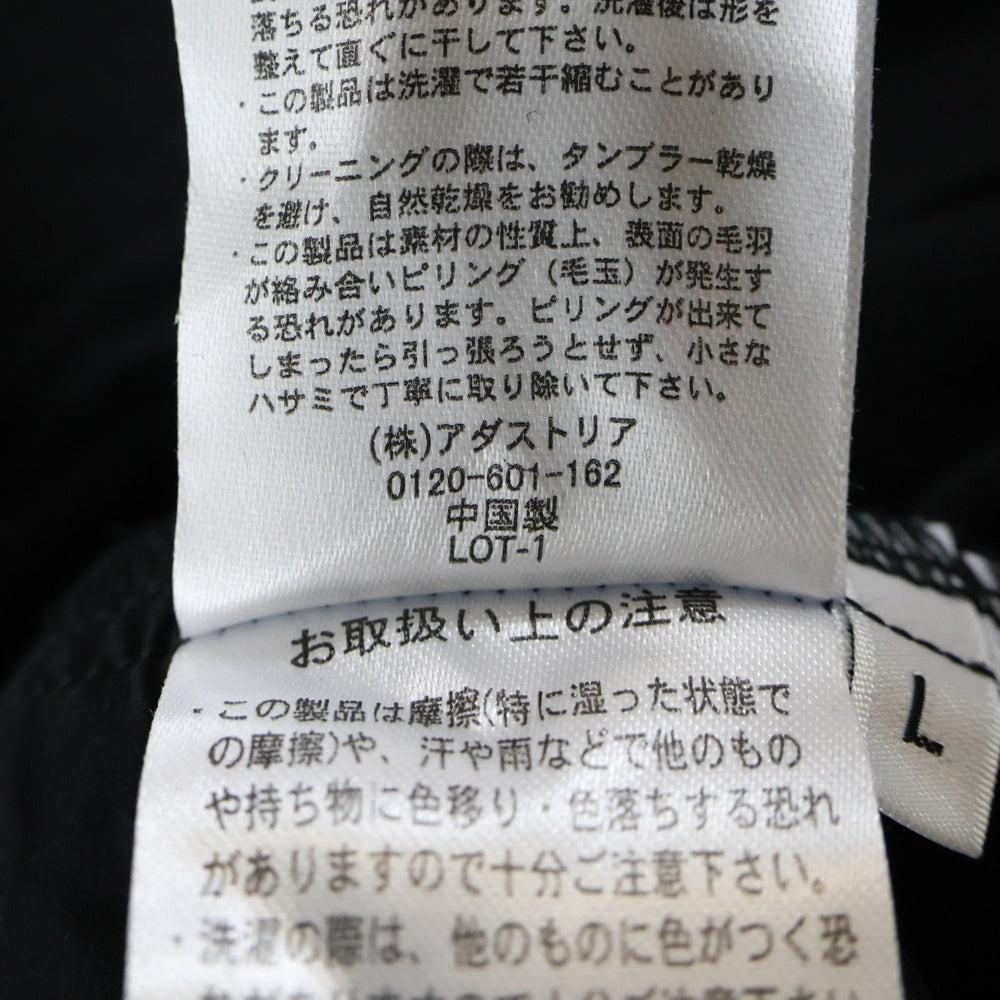 落ちる恐れがあります。洗濯後は形を
整えて直ぐに干して下さい。
・この製品は洗濯で若干縮むことがあり
ます。
・クリーニングの際は、タンブラー乾燥
を避け、自然乾燥をお勧めします。
・この製品は素材の性質上、表面の毛羽
が絡み合いピリング（毛玉）が発生す
る恐れがあります。ピリングが出来て
しまったら引っ張ろうとせず、小さな
ハサミで丁寧に取り除いて下さい。
(株)アダストリア
0120-601-162
中国製
LOT-1
お取扱い上の注意
・この製品は摩擦(特に湿った状態で
の摩擦)や、汗や雨などで他のもの
や持ち物に色移り・色落ちする恐れ
がありますので十分ご注意下さい。
・洗濯の際は、他のものに色がつく恐
L